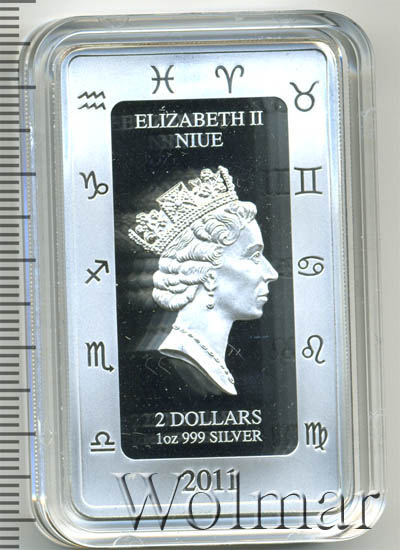 ♓ ♈
♒ ♉
ELIZABETH II
NIUE
♑ ♊
♐ ♋
♏ ♌
♎ ♍
2 DOLLARS
1oz 999 SILVER
2011
Wolmar